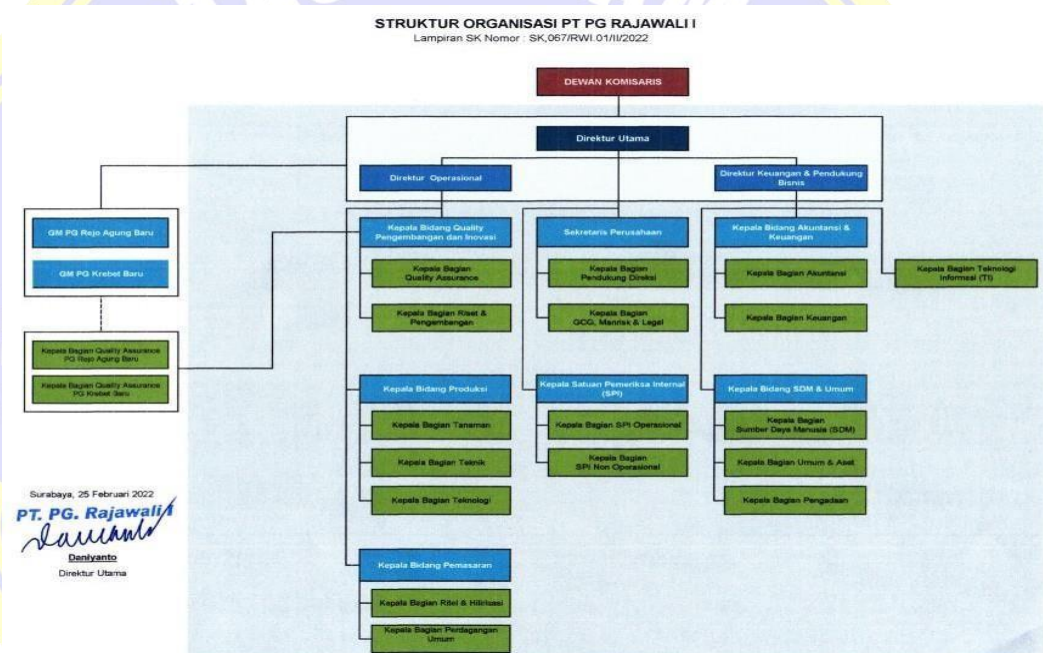 STRUKTUR ORGANISASI PT PG RAJAWALI I
Lampiran SK Nomor : SK,067/RWI.01/II/2022
DEWAN KOMISARIS
Direktur Utama
Direktur Operasional
Direktur Keuangan & Pendukung
Bisnis
GM PG Rejo Agung Baru
GM PG Krebet Baru
Kepala Bagian Quality Assurance
PG Rejo Agung Baru
Kepala Bagian Quality Assurance
PG Krebet Baru
Kepala Bidang Quality
Pengembangan dan Inovasi
Kepala Bagian
Quality Assurance
Kepala Bagian Riset &
Pengembangan
Kepala Bidang Produksi
Kepala Bagian Tanaman
Kepala Bagian Teknik
Kepala Bagian Teknologi
Kepala Bidang Pemasaran
Kepala Bagian Ritel & Hilirisasi
Kepala Bagian Perdagangan
Umum
Sekretaris Perusahaan
Kepala Bagian
Pendukung Direksi
Kepala Bagian
GCG, Manrisk & Legal
Kepala Satuan Pemeriksa Internal
(SPI)
Kepala Bagian SPI Operasional
Kepala Bagian
SPI Non Operasional
Kepala Bidang Akuntansi &
Keuangan
Kepala Bagian Akuntansi
Kepala Bagian Keuangan
Kepala Bagian Teknologi
Informasi (TI)
Kepala Bidang SDM & Umum
Kepala Bagian
Sumber Daya Manusia (SDM)
Kepala Bagian Umum & Aset
Kepala Bagian Pengadaan
Surabaya, 25 Februari 2022
PT. PG. Rajawali I
Daniyanto
Direktur Utama